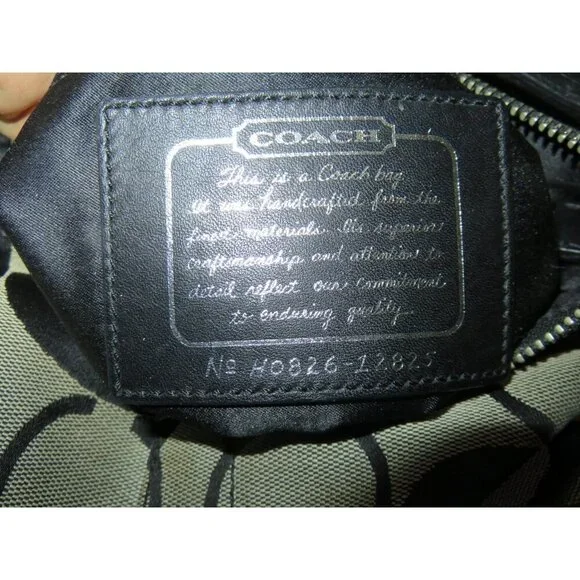 COACH
This is a Coach bag.
It was handcrafted from the
finest materials. Its superior
craftsmanship and attention to
detail reflect our commitment
to enduring quality.
Nº H0826-12825